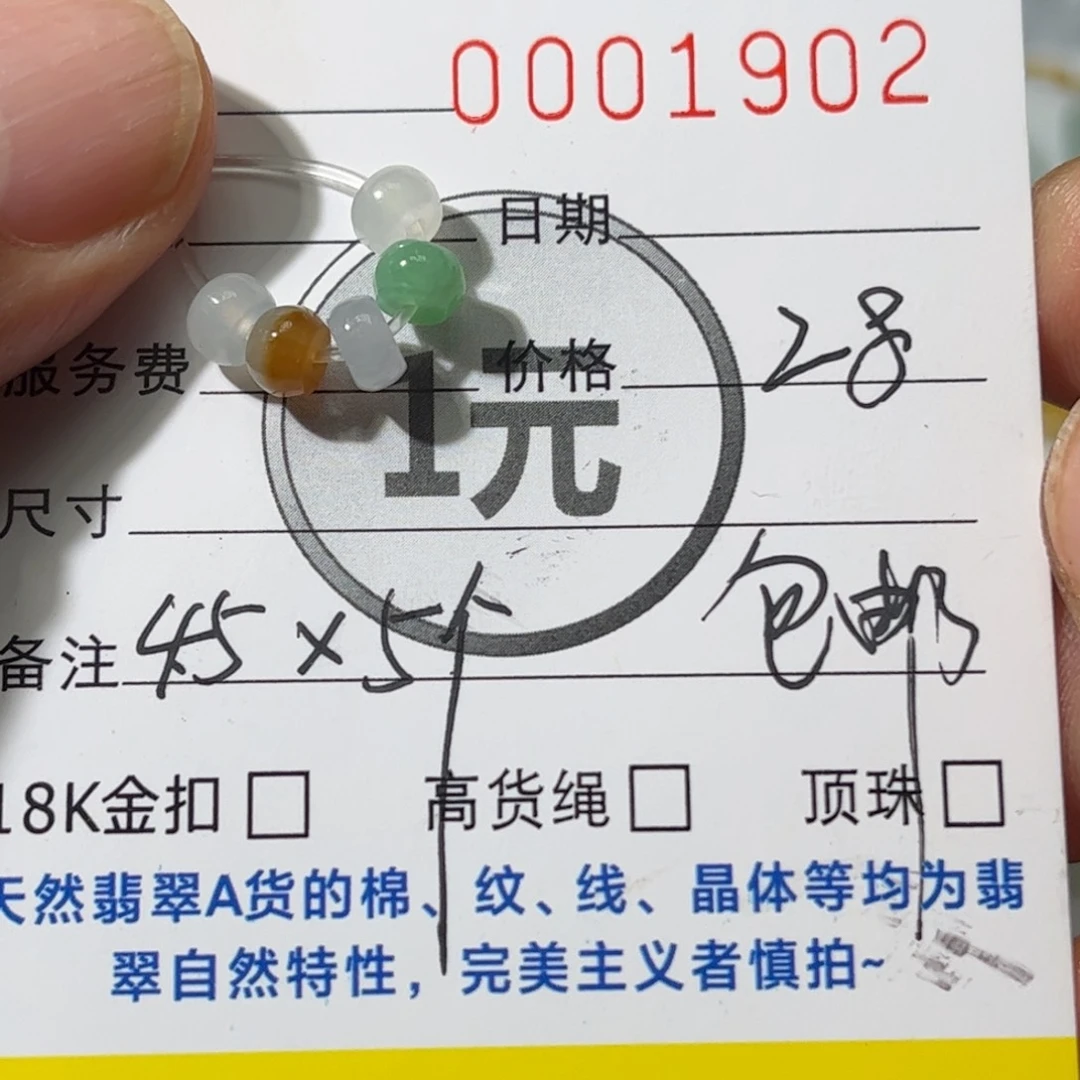 0001902
日期
服务费 价格 28
1元
尺寸
备注 45×5个 包邮
18K金扣 高货绳 顶珠
天然翡翠A货的棉、纹、线、晶体等均为翡
翠自然特性，完美主义者慎拍~